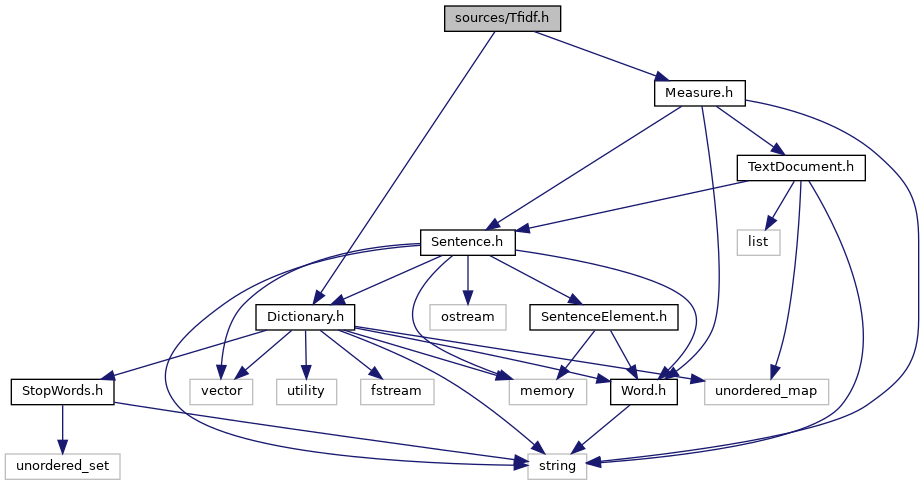 sources/Tfidf.h
Measure.h
TextDocument.h
Sentence.h
list
Dictionary.h
ostream
SentenceElement.h
StopWords.h
vector
utility
fstream
memory
Word.h
unordered_map
unordered_set
string